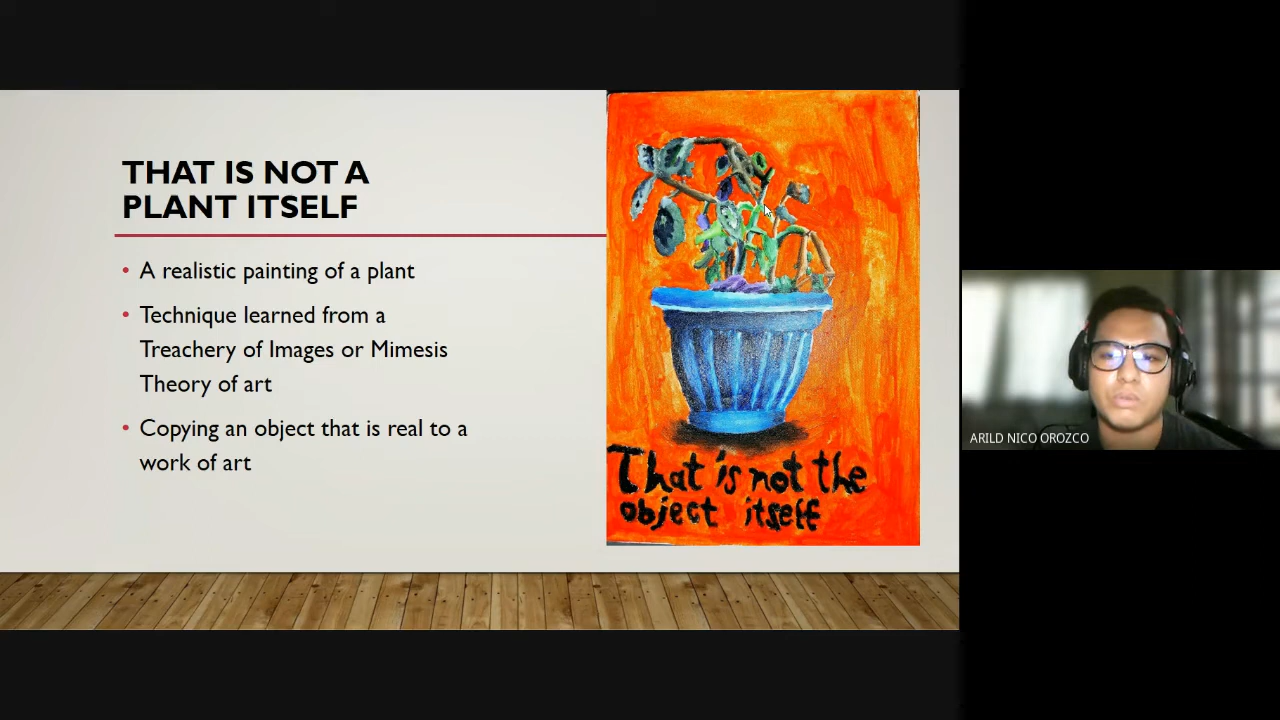 THAT IS NOT A
PLANT ITSELF
• A realistic painting of a plant
• Technique learned from a
Treachery of Images or Mimesis
Theory of art
• Copying an object that is real to a
work of art
That is not the
object itself
ARILD NICO OROZCO